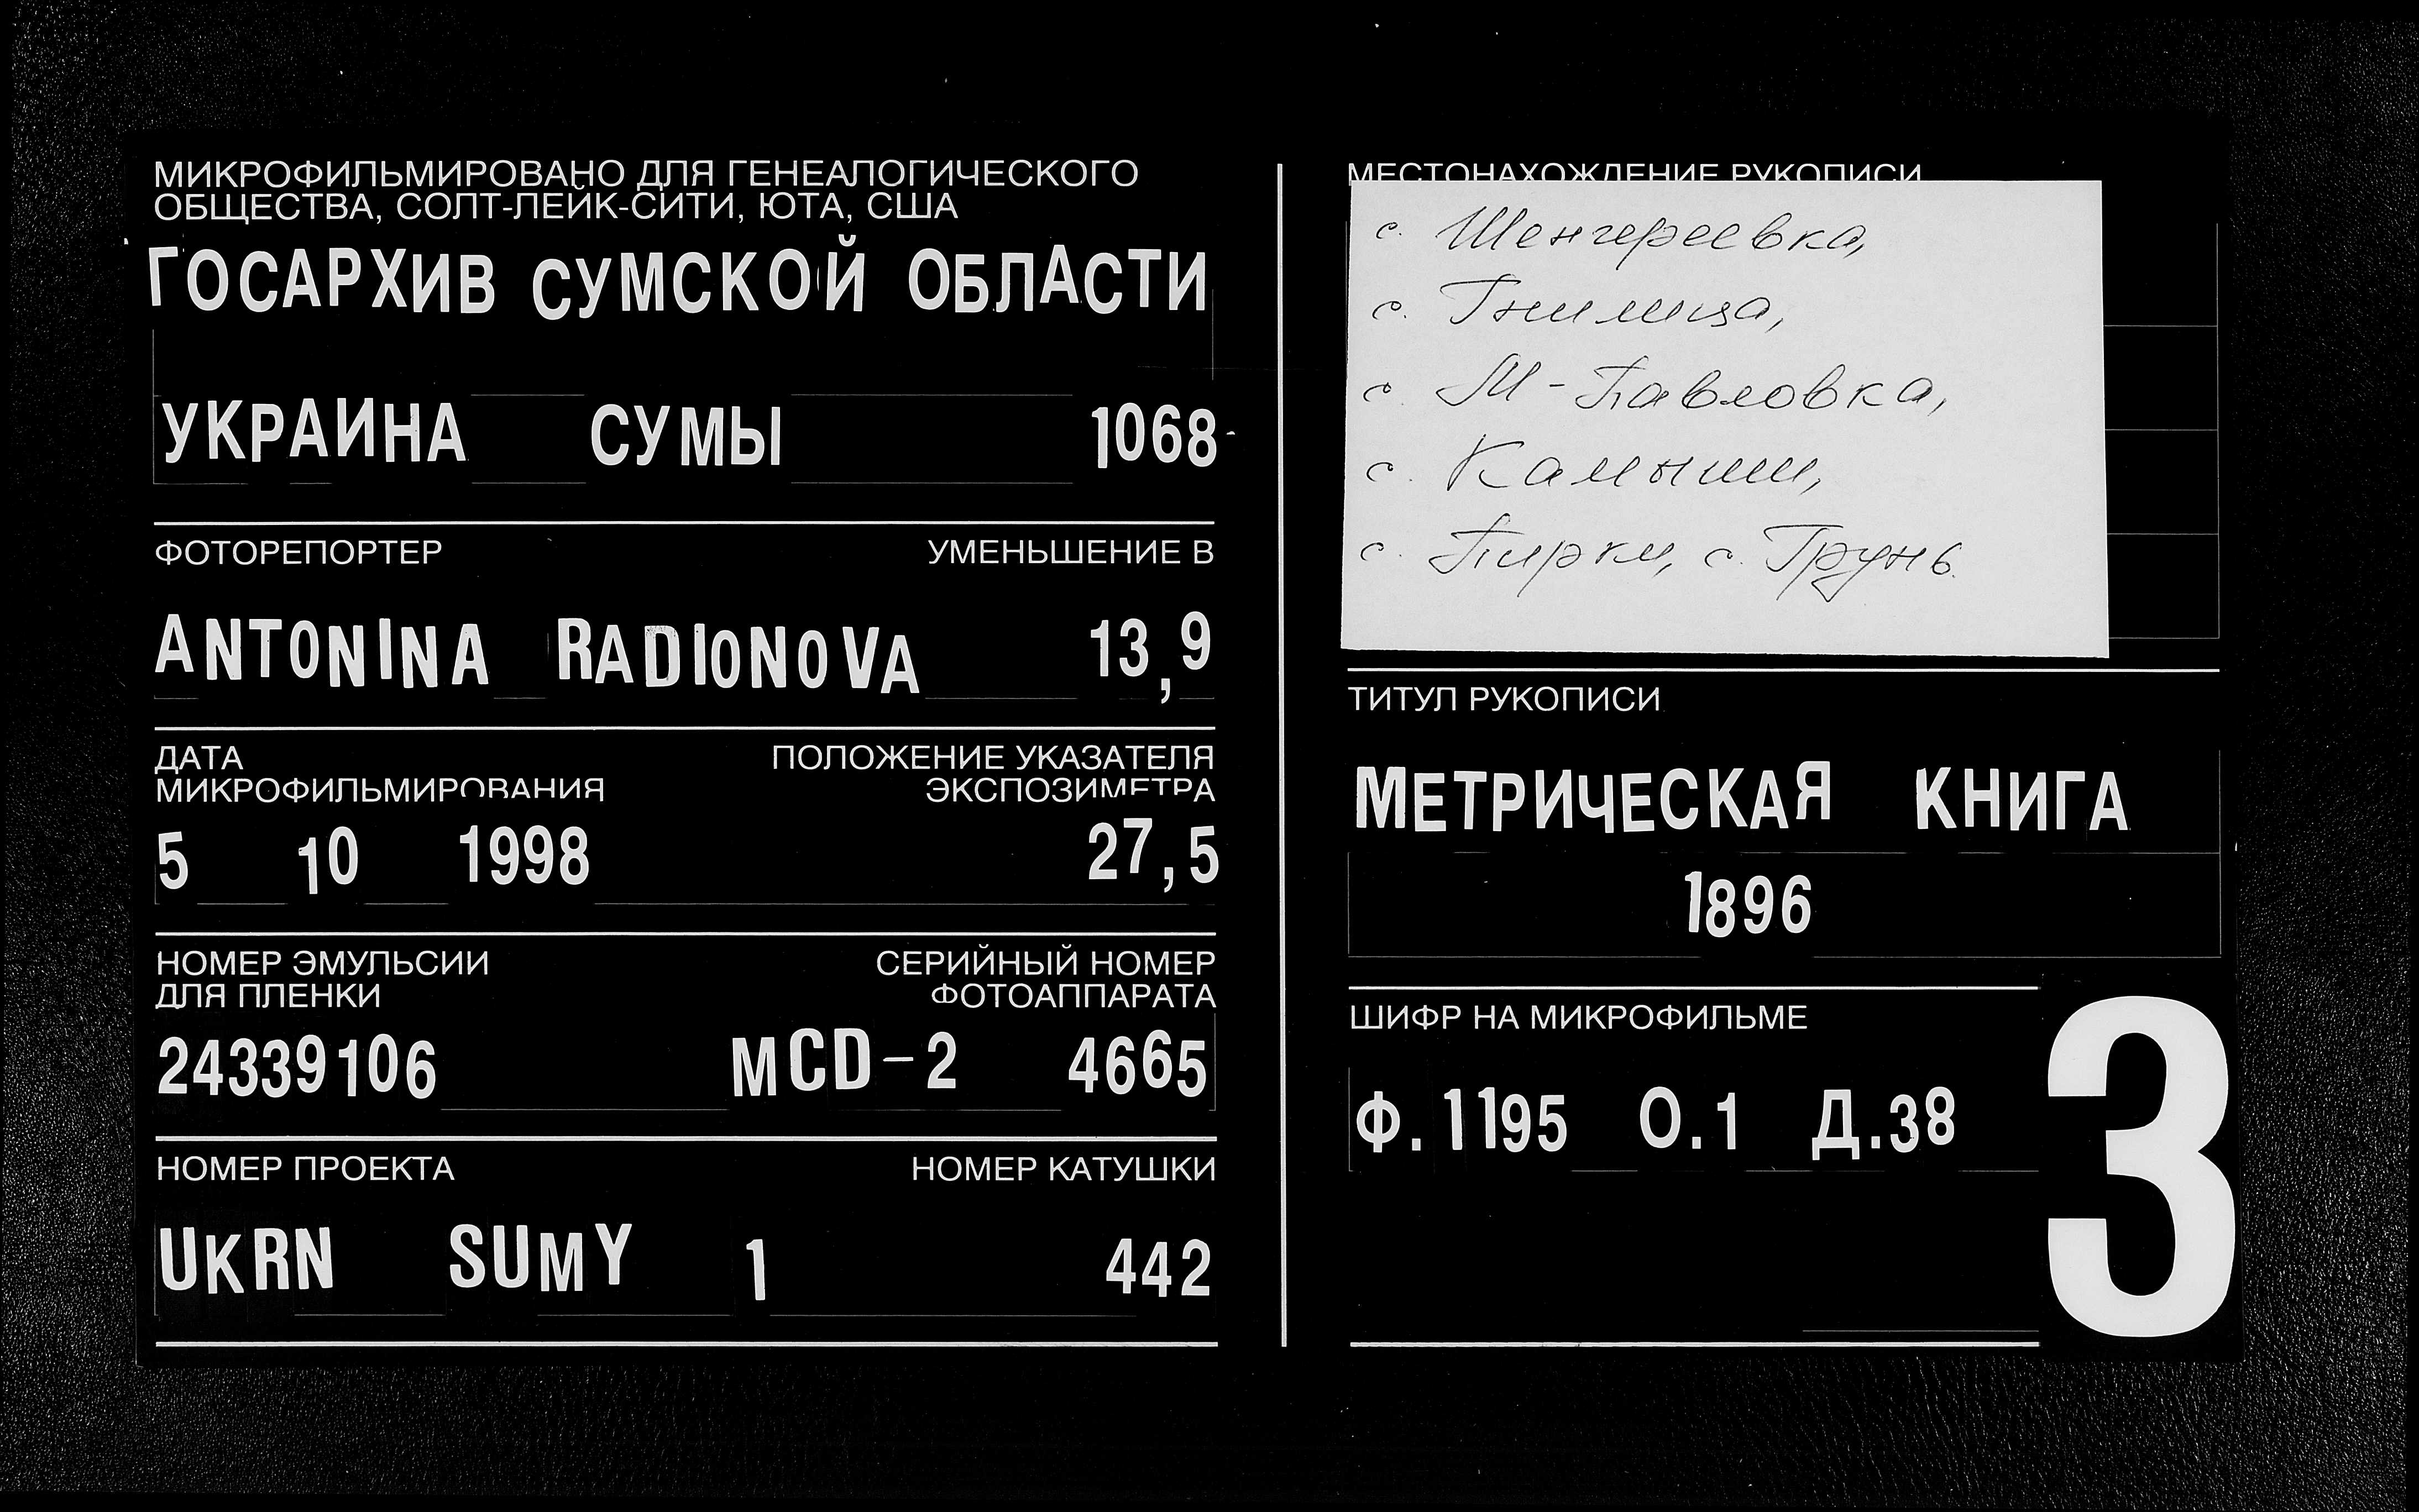 МИКРОФИЛЬМИРОВАНО ДЛЯ ГЕНЕАЛОГИЧЕСКОГО
ОБЩЕСТВА, СОЛТ-ЛЕЙК-СИТИ, ЮТА, США
ГОСАРХИВ СУМСКОЙ ОБЛАСТИ
УКРАИНА СУМЫ 1068
ФОТОРЕПОРТЕР УМЕНЬШЕНИЕ В
ANTONINA RADIONOVA 13,9
ДАТА ПОЛОЖЕНИЕ УКАЗАТЕЛЯ
МИКРОФИЛЬМИРОВАНИЯ ЭКСПОЗИМЕТРА
5 10 1998 27,5
НОМЕР ЭМУЛЬСИИ СЕРИЙНЫЙ НОМЕР
ДЛЯ ПЛЕНКИ ФОТОАППАРАТА
24339106 MCD-2 4665
НОМЕР ПРОЕКТА НОМЕР КАТУШКИ
UKRN SUMY 1 442
МЕСТОНАХОЖДЕНИЕ РУКОПИСИ
с. Шенгереевка,
с. Гнилица,
с. М-Павловка,
с. Камыши,
с. Пирки, с. Грунь.
ТИТУЛ РУКОПИСИ
МЕТРИЧЕСКАЯ КНИГА
1896
ШИФР НА МИКРОФИЛЬМЕ
Ф.1195 О.1 Д.38
3